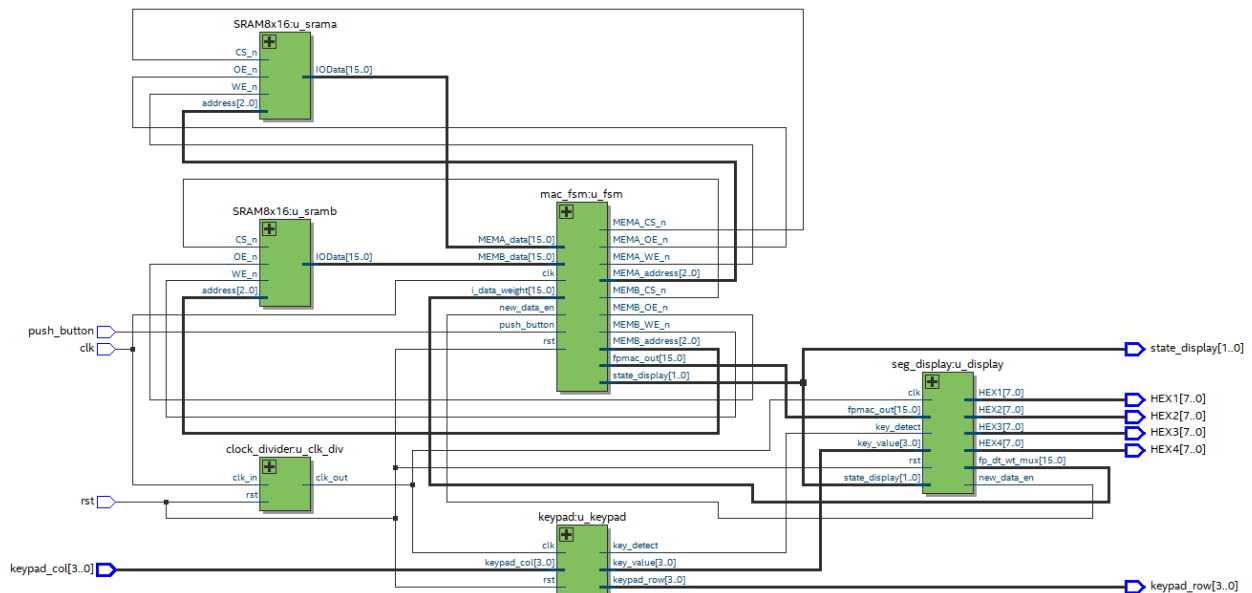 SRAM8x16:u_srama
CS_n
OE_n
WE_n
address[2..0]
IOData[15..0]
SRAM8x16:u_sramb
CS_n
OE_n
WE_n
address[2..0]
IOData[15..0]
mac_fsm:u_fsm
MEMA_data[15..0]
MEMB_data[15..0]
clk
i_data_weight[15..0]
new_data_en
push_button
rst
MEMA_CS_n
MEMA_OE_n
MEMA_WE_n
MEMA_address[2..0]
MEMB_CS_n
MEMB_OE_n
MEMB_WE_n
MEMB_address[2..0]
fpmac_out[15..0]
state_display[1..0]
push_button
clk
clock_divider:u_clk_div
clk_in
rst
clk_out
rst
keypad:u_keypad
clk
keypad_col[3..0]
rst
key_detect
key_value[3..0]
keypad_row[3..0]
keypad_col[3..0]
seg_display:u_display
clk
fpmac_out[15..0]
key_detect
key_value[3..0]
rst
state_display[1..0]
HEX1[7..0]
HEX2[7..0]
HEX3[7..0]
HEX4[7..0]
fp_dt_wt_mux[15..0]
new_data_en
state_display[1..0]
HEX1[7..0]
HEX2[7..0]
HEX3[7..0]
HEX4[7..0]
keypad_row[3..0]